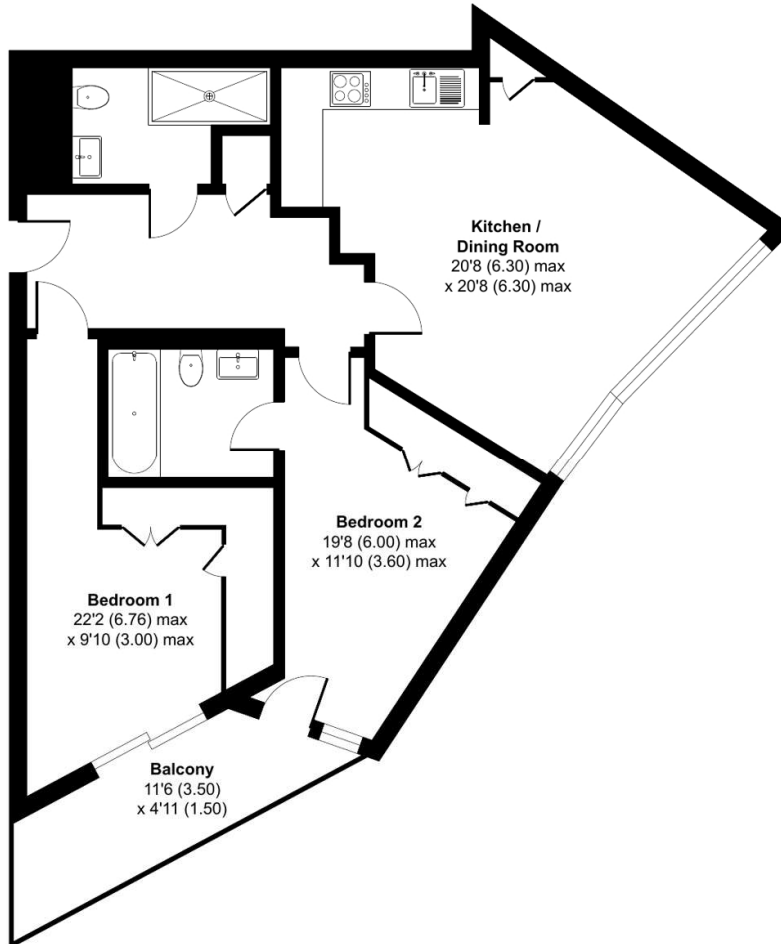 Kitchen /
Dining Room
20'8 (6.30) max
x 20'8 (6.30) max
Bedroom 2
19'8 (6.00) max
x 11'10 (3.60) max
Bedroom 1
22'2 (6.76) max
x 9'10 (3.00) max
Balcony
11'6 (3.50)
x 4'11 (1.50)